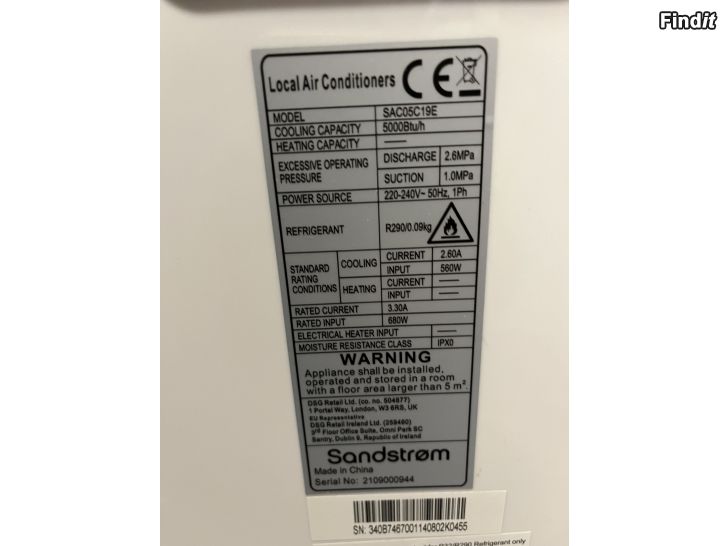 Findit
Local Air Conditioners CE
MODEL SAC05C19E
COOLING CAPACITY 5000Btu/h
HEATING CAPACITY ——
EXCESSIVE OPERATING PRESSURE DISCHARGE 2.6MPa
SUCTION 1.0MPa
POWER SOURCE 220-240V~ 50Hz, 1Ph
REFRIGERANT R290/0.09kg
STANDARD RATING CONDITIONS COOLING CURRENT 2.60A
INPUT 560W
HEATING CURRENT ——
INPUT ——
RATED CURRENT 3.30A
RATED INPUT 680W
ELECTRICAL HEATER INPUT ——
MOISTURE RESISTANCE CLASS IPX0
WARNING
Appliance shall be installed,
operated and stored in a room
with a floor area larger than 5 m².
DSG Retail Ltd. (co. no. 504877)
1 Portal Way, London, W3 6RS, UK
EU Representative
DSG Retail Ireland Ltd. (259460)
3rd Floor Office Suite, Omni Park SC
Santry, Dublin 9, Republic of Ireland
Sandstrøm
Made in China
Serial No: 2109000944
SN: 340B7467001140802K0455
R32/R290 Refrigerant only